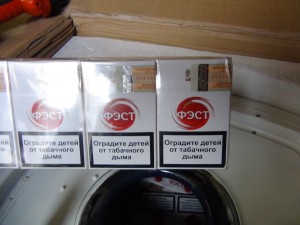 ФЭСТ
Оградите детей
от табачного
дыма
ФЭСТ
Оградите детей
от табачного
дыма
ФЭСТ
Оградите детей
от табачного
дыма